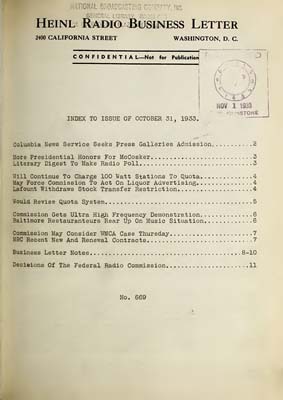 NATIONAL BROADCASTING COMPANY, INC.
GENERAL LIBRARY
HEINL RADIO BUSINESS LETTER
2400 CALIFORNIA STREET WASHINGTON, D. C.
CONFIDENTIAL—Not for Publication
NOV 1 1933
INDEX TO ISSUE OF OCTOBER 31, 1933.
Columbia News Service Seeks Press Galleries Admission..........2
More Presidential Honors For McCosker..........3
Literary Digest To Make Radio Poll..........3
Will Continue To Charge 100 Watt Stations To Quota..........4
May Force Commission To Act On Liquor Advertising..........4
Lafount Withdraws Stock Transfer Restriction..........4
Would Revise Quota System..........5
Commission Gets Ultra High Frequency Demonstration..........6
Baltimore Restauranteurs Rear Up On Music Situation..........6
Commission May Consider WMCA Case Thursday..........7
NBC Recent New And Renewal Contracts..........7
Business Letter Notes..........8-10
Decisions Of The Federal Radio Commission..........11
No. 669